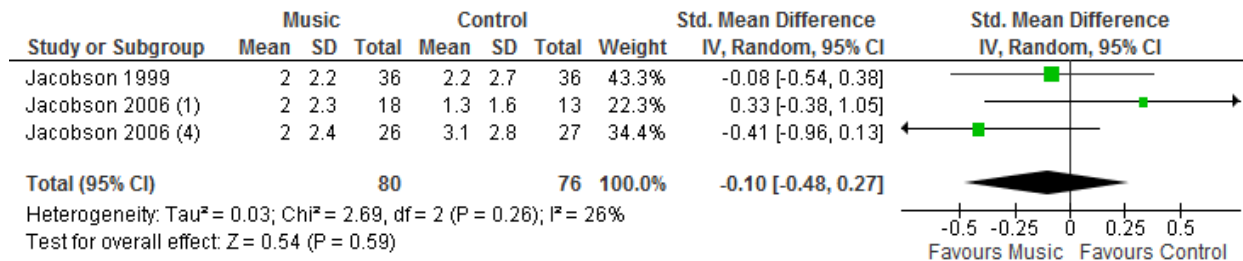 Music Control Std. Mean Difference Std. Mean Difference
Study or Subgroup Mean SD Total Mean SD Total Weight IV, Random, 95% CI IV, Random, 95% CI
Jacobson 1999 2 2.2 36 2.2 2.7 36 43.3% -0.08 [-0.54, 0.38]
Jacobson 2006 (1) 2 2.3 18 1.3 1.6 13 22.3% 0.33 [-0.38, 1.05]
Jacobson 2006 (4) 2 2.4 26 3.1 2.8 27 34.4% -0.41 [-0.96, 0.13]
Total (95% CI) 80 76 100.0% -0.10 [-0.48, 0.27]
Heterogeneity: Tau² = 0.03; Chi² = 2.69, df = 2 (P = 0.26); I² = 26%
Test for overall effect: Z = 0.54 (P = 0.59)
-0.5 -0.25 0 0.25 0.5
Favours Music Favours Control